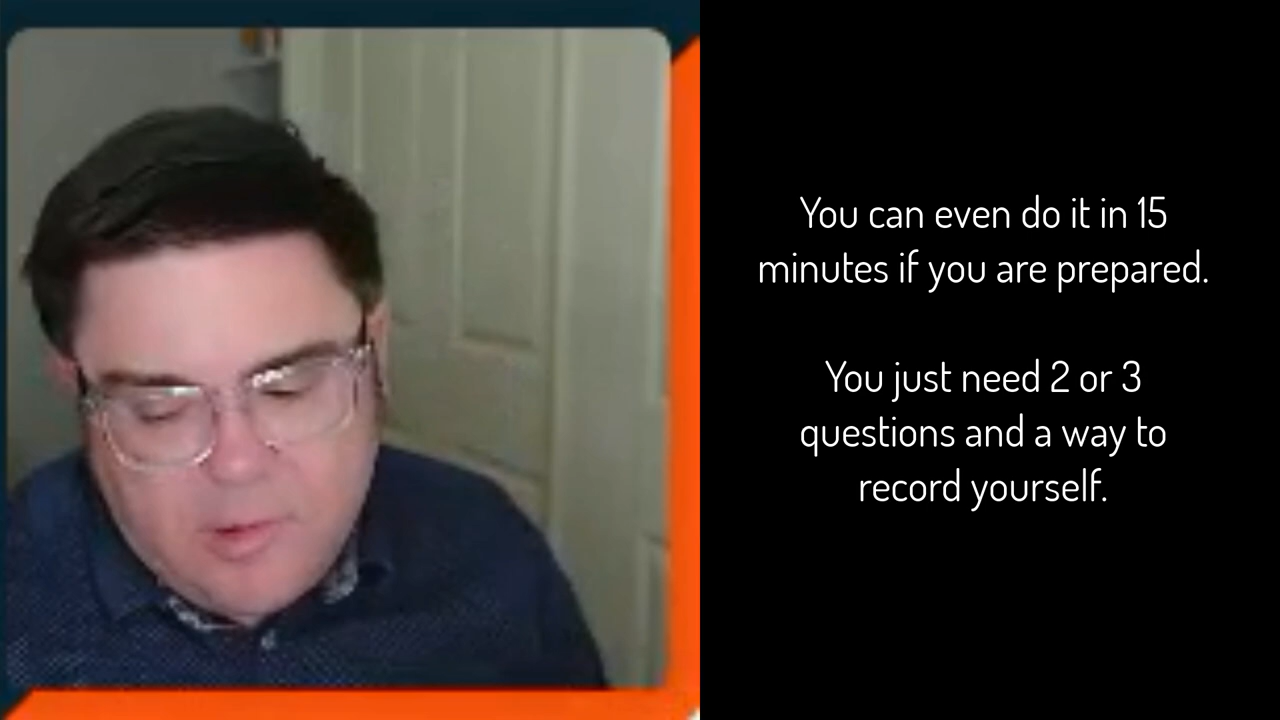 You can even do it in 15
minutes if you are prepared.
You just need 2 or 3
questions and a way to
record yourself.